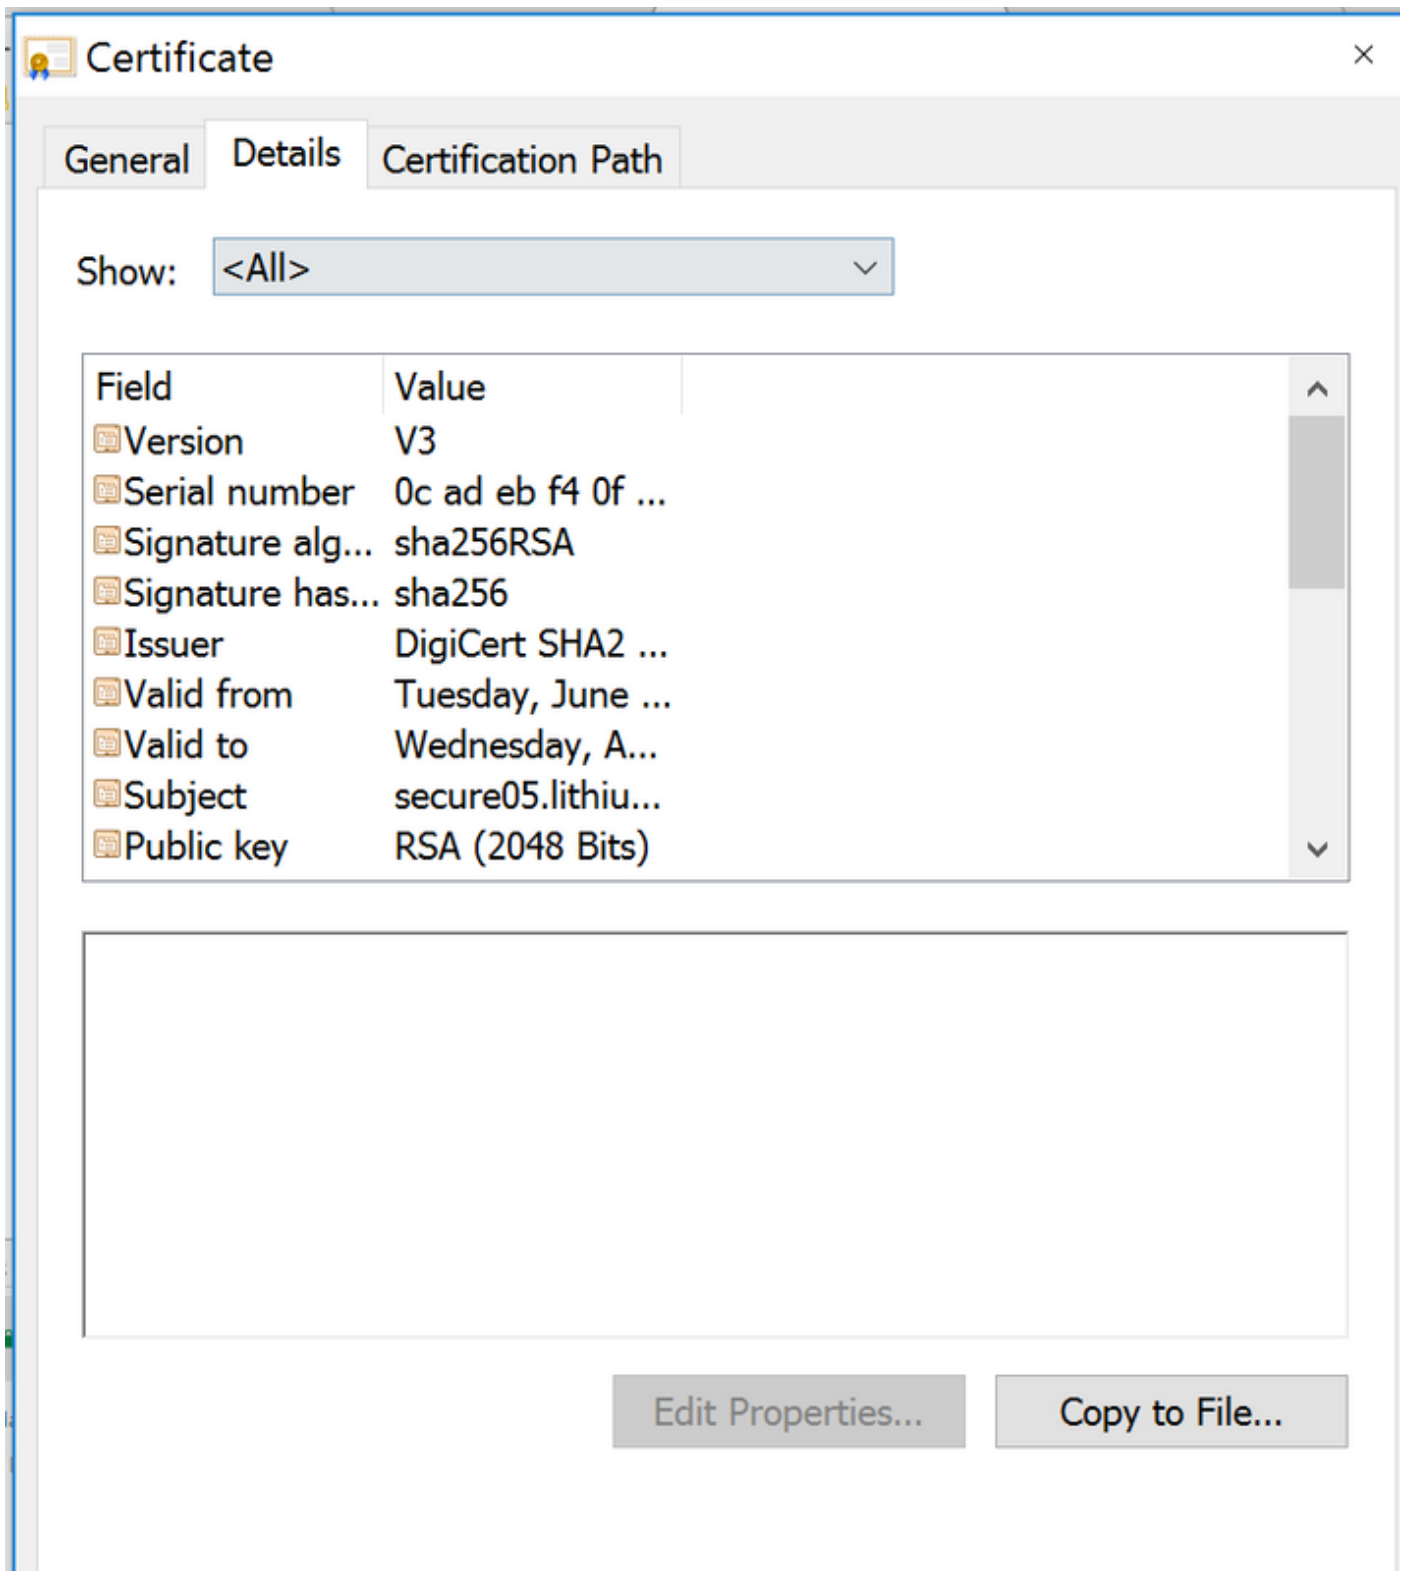 Certificate
General Details Certification Path
Show: <All>
Field Value
Version V3
Serial number 0c ad eb f4 0f ...
Signature alg... sha256RSA
Signature has... sha256
Issuer DigiCert SHA2 ...
Valid from Tuesday, June ...
Valid to Wednesday, A...
Subject secure05.lithiu...
Public key RSA (2048 Bits)
Edit Properties... Copy to File...